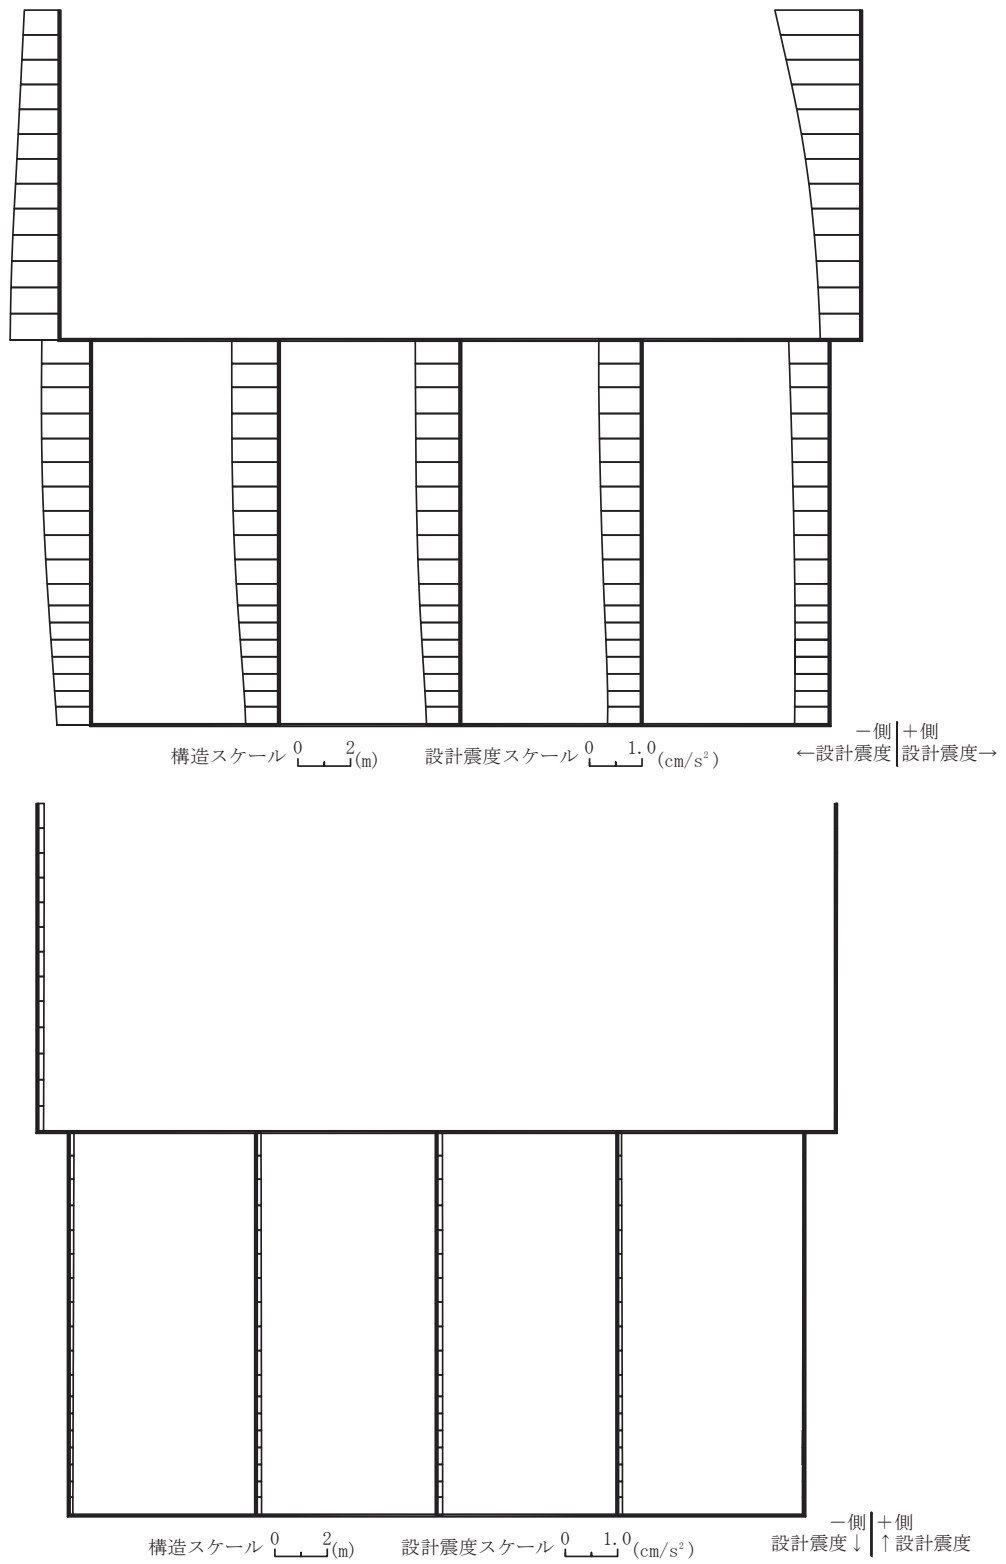 －側 ＋側
←設計震度 設計震度→
構造スケール 0 2 (m) 設計震度スケール 0 1.0 (cm/s²)
－側 ＋側
設計震度↓ ↑設計震度
構造スケール 0 2 (m) 設計震度スケール 0 1.0 (cm/s²)